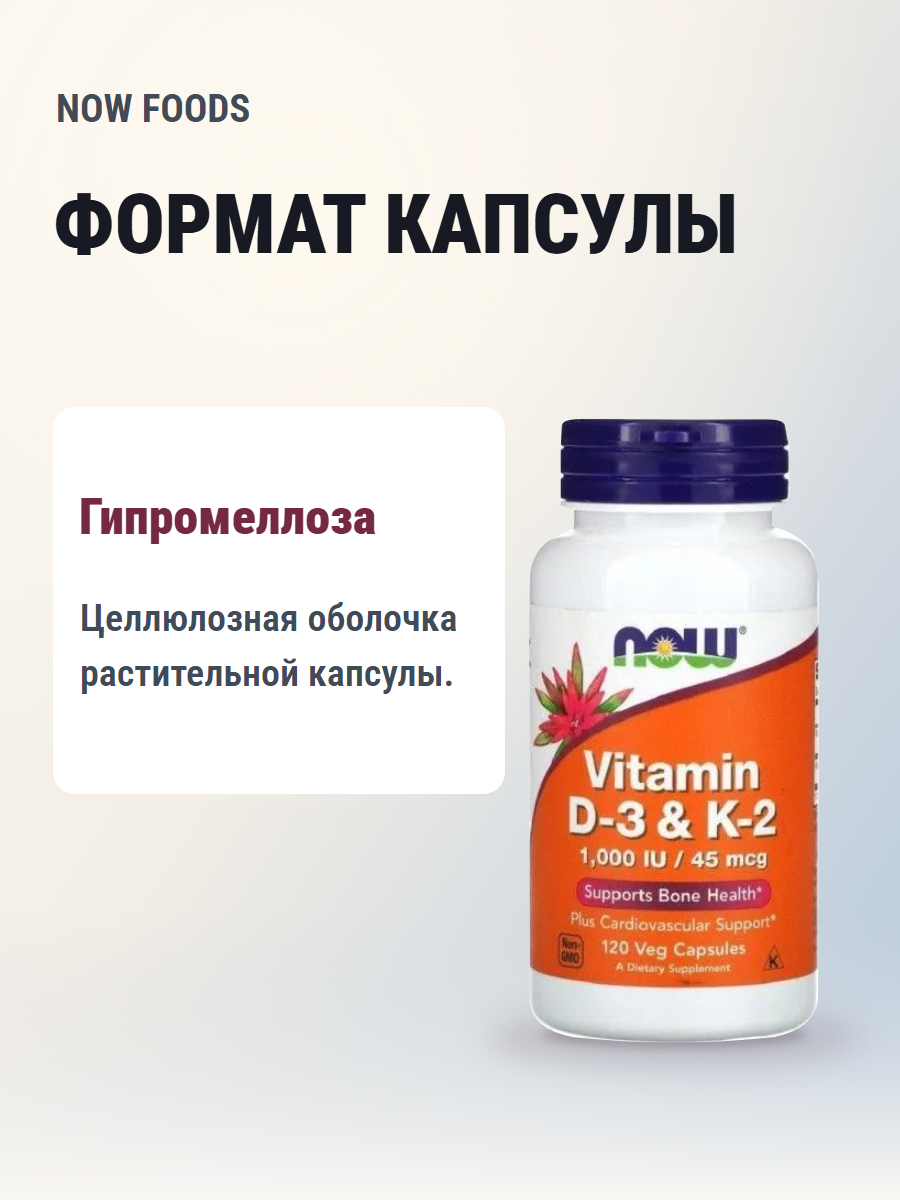 NOW FOODS
ФОРМАТ КАПСУЛЫ
Гипромеллоза
Целлюлозная оболочка
растительной капсулы.
now®
Vitamin
D-3 & K-2
1,000 IU / 45 mcg
Supports Bone Health*
Plus Cardiovascular Support*
Non-
GMO
120 Veg Capsules
K
A Dietary Supplement